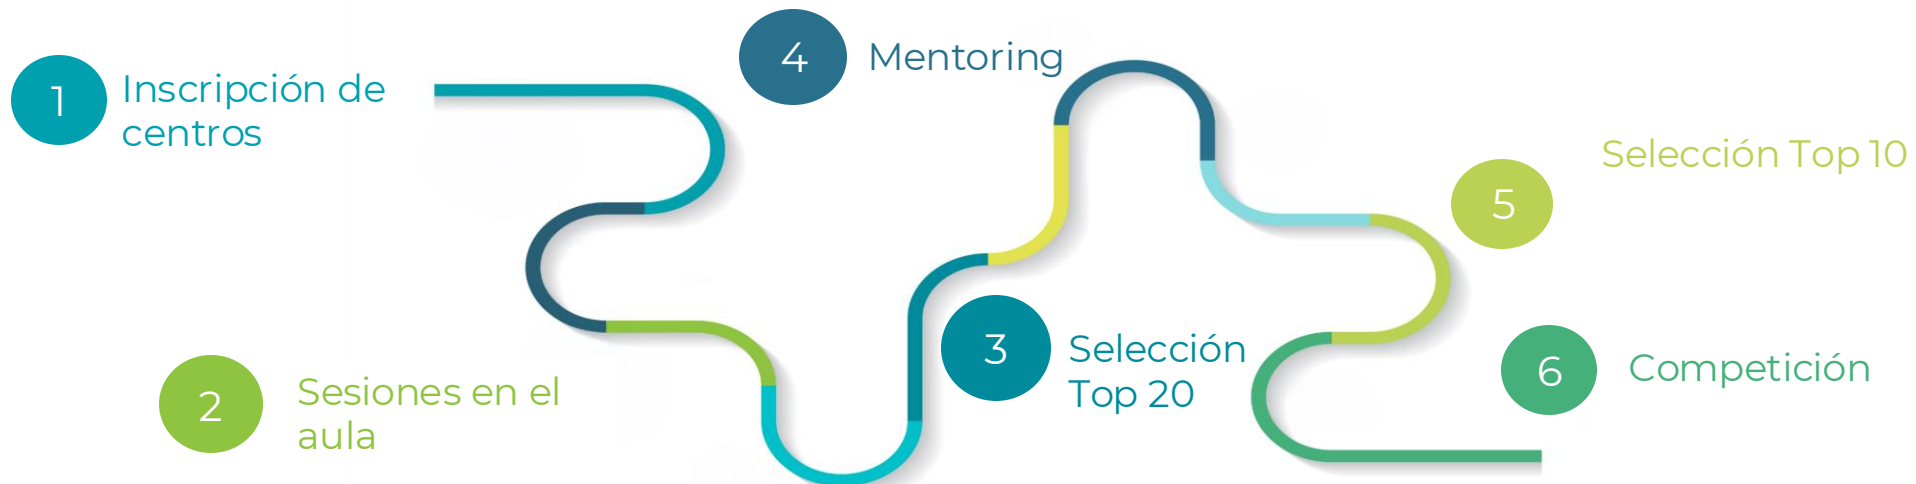 1
Inscripción de
centros
2
Sesiones en el
aula
3
Selección
Top 20
4
Mentoring
5
Selección Top 10
6
Competición